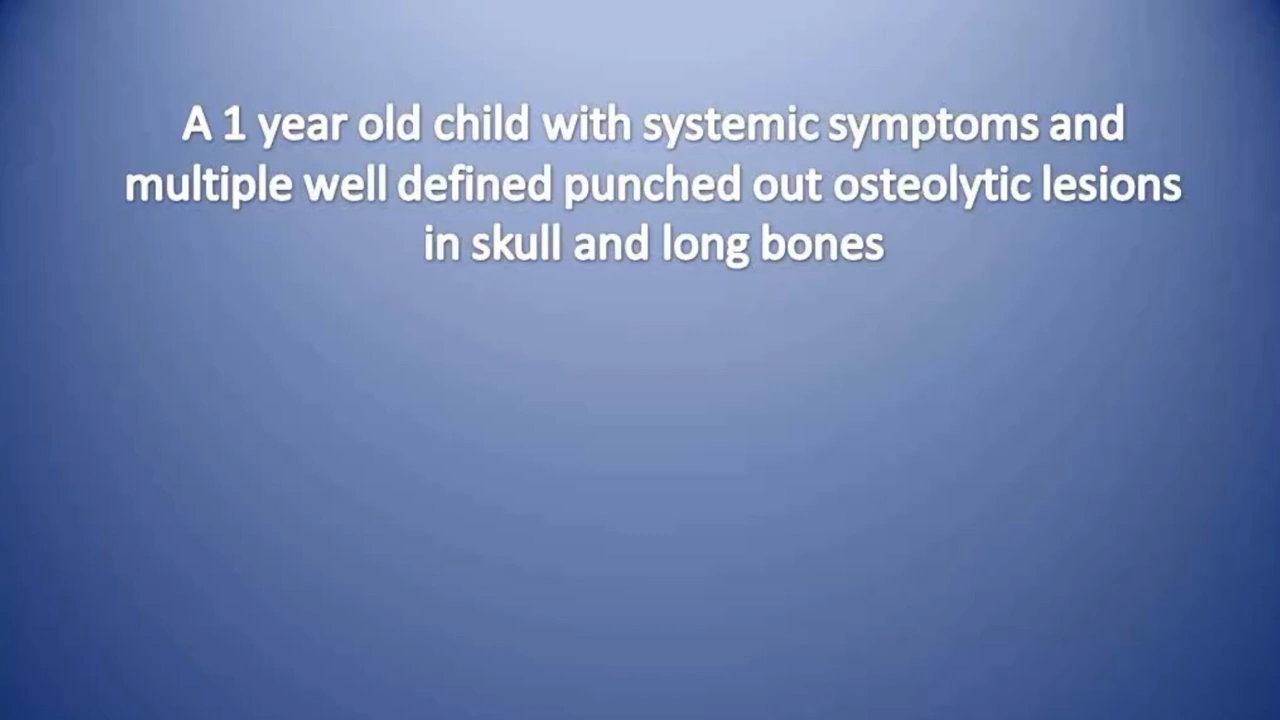 A 1 year old child with systemic symptoms and
multiple well defined punched out osteolytic lesions
in skull and long bones